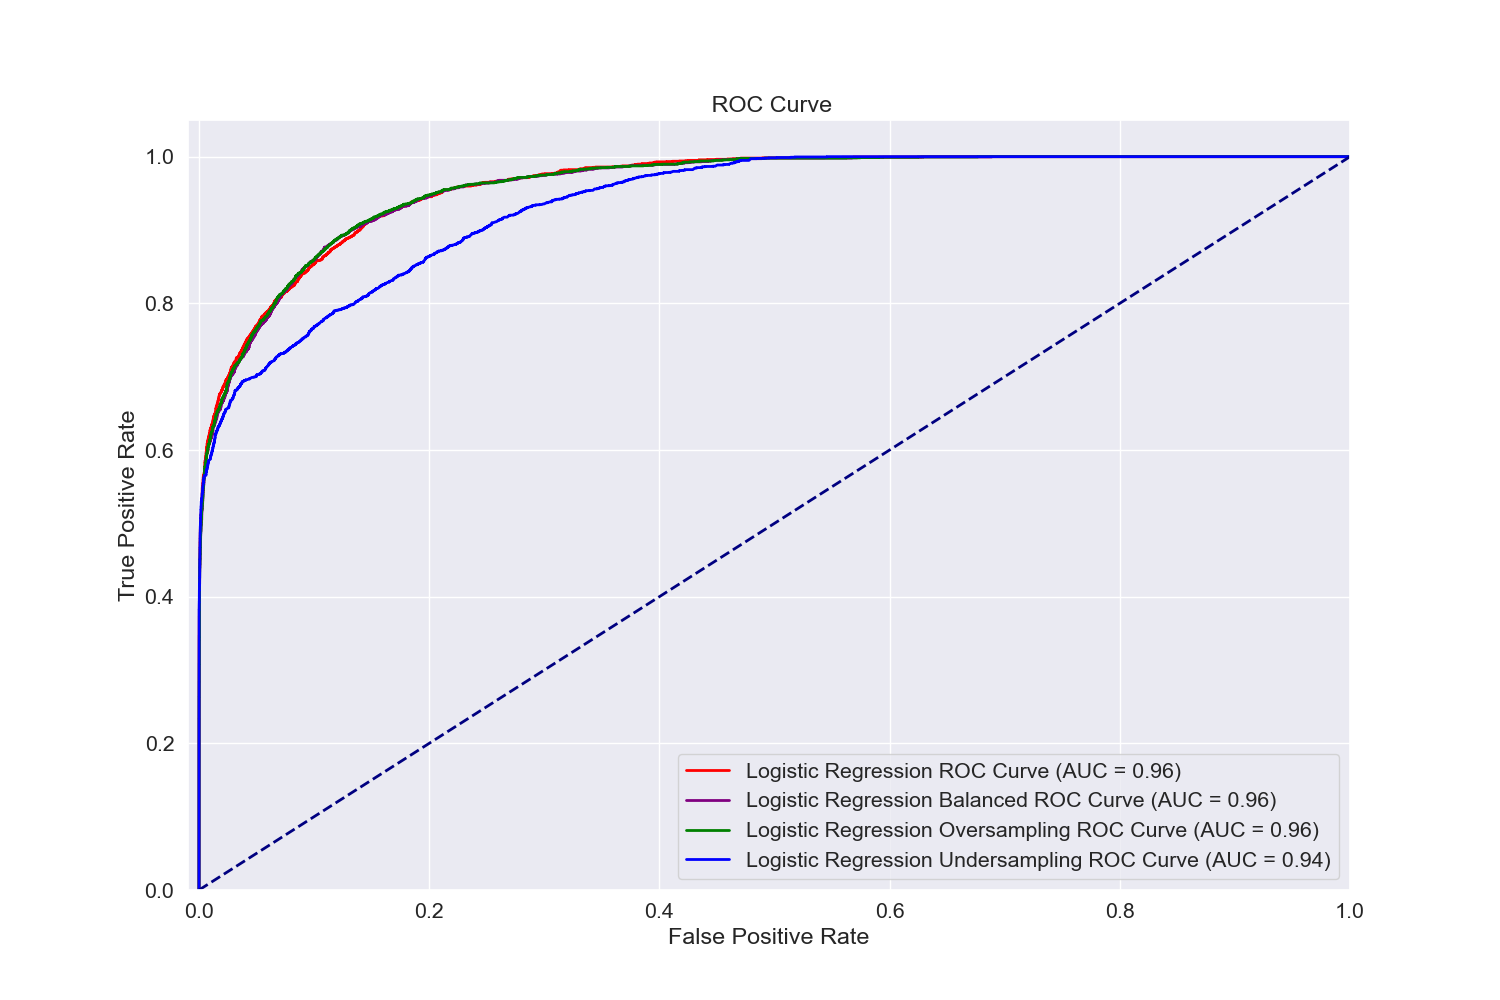 ROC Curve
1.0
0.8
0.6
0.4
0.2
0.0
True Positive Rate
0.0 0.2 0.4 0.6 0.8 1.0
False Positive Rate
Logistic Regression ROC Curve (AUC = 0.96)
Logistic Regression Balanced ROC Curve (AUC = 0.96)
Logistic Regression Oversampling ROC Curve (AUC = 0.96)
Logistic Regression Undersampling ROC Curve (AUC = 0.94)